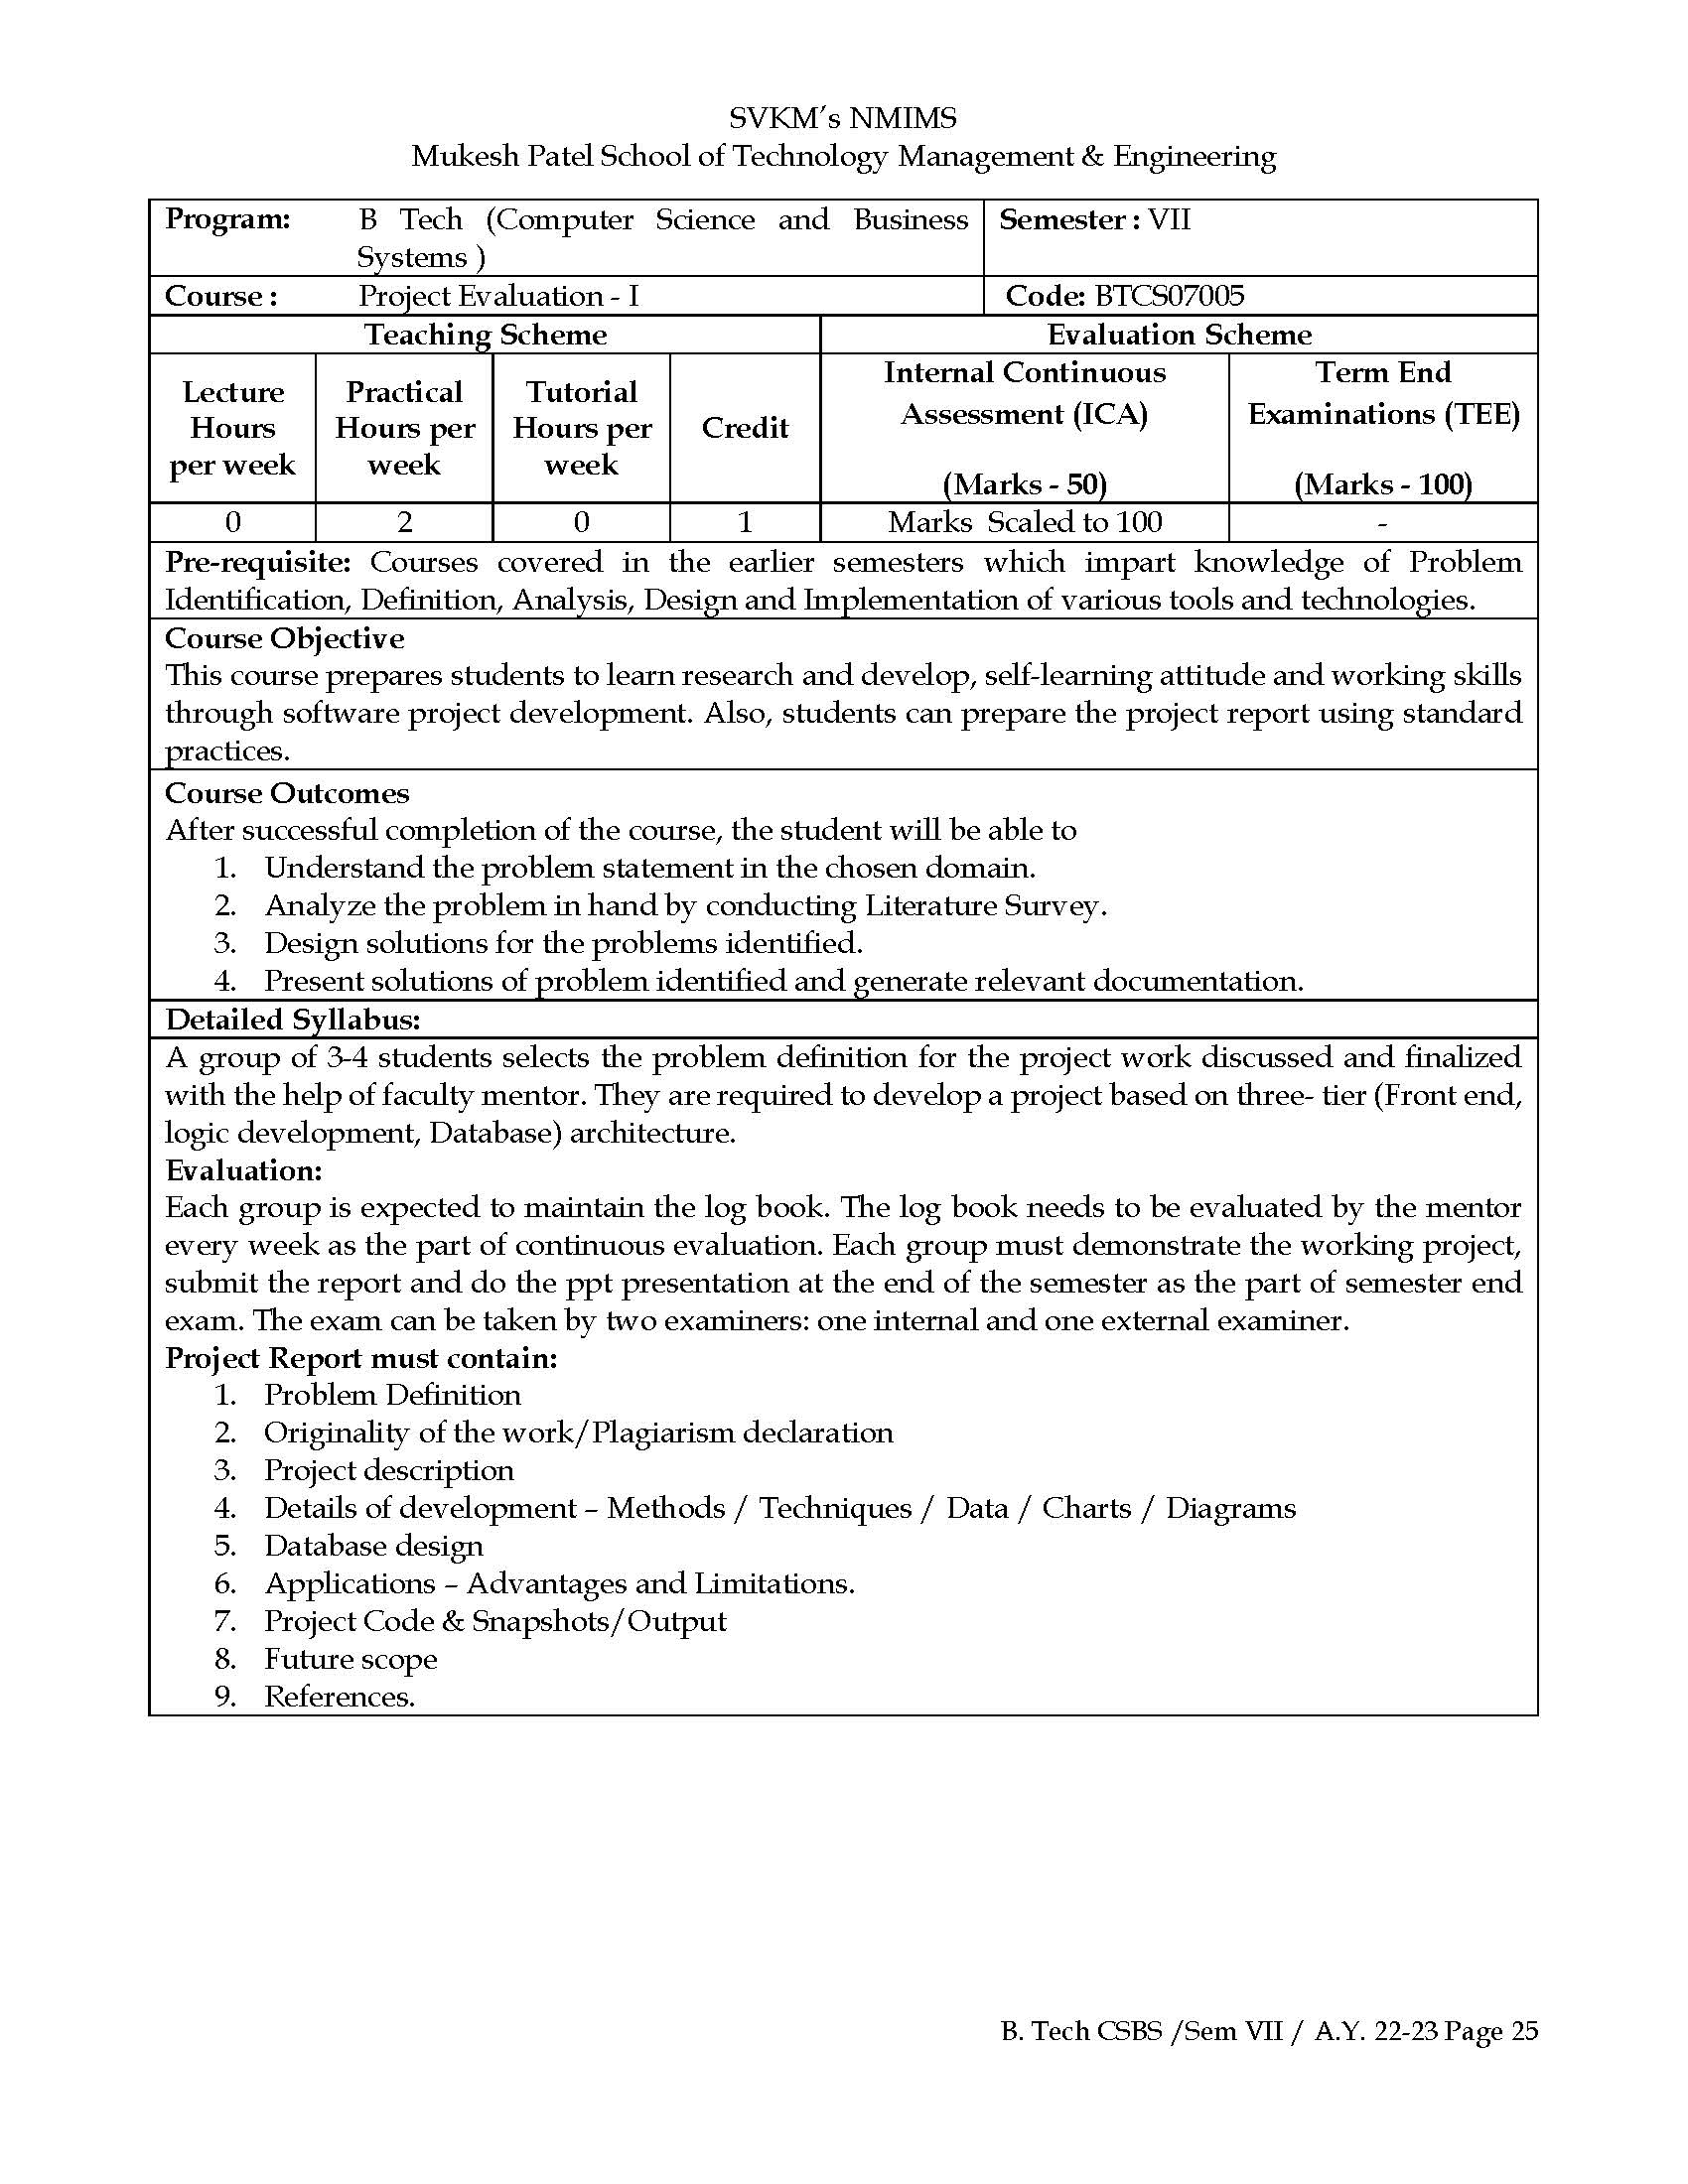 SVKM's NMIMS
Mukesh Patel School of Technology Management & Engineering
Program: B Tech (Computer Science and Business
Systems )
Semester : VII
Course : Project Evaluation - I
Code: BTCS07005
Teaching Scheme
Evaluation Scheme
Lecture
Hours
per week
Practical
Hours per
week
Tutorial
Hours per
week
Credit
Internal Continuous
Assessment (ICA)
(Marks - 50)
Term End
Examinations (TEE)
(Marks - 100)
0 2 0 1 Marks Scaled to 100 -
Pre-requisite: Courses covered in the earlier semesters which impart knowledge of Problem
Identification, Definition, Analysis, Design and Implementation of various tools and technologies.
Course Objective
This course prepares students to learn research and develop, self-learning attitude and working skills
through software project development. Also, students can prepare the project report using standard
practices.
Course Outcomes
After successful completion of the course, the student will be able to
1. Understand the problem statement in the chosen domain.
2. Analyze the problem in hand by conducting Literature Survey.
3. Design solutions for the problems identified.
4. Present solutions of problem identified and generate relevant documentation.
Detailed Syllabus:
A group of 3-4 students selects the problem definition for the project work discussed and finalized
with the help of faculty mentor. They are required to develop a project based on three- tier (Front end,
logic development, Database) architecture.
Evaluation:
Each group is expected to maintain the log book. The log book needs to be evaluated by the mentor
every week as the part of continuous evaluation. Each group must demonstrate the working project,
submit the report and do the ppt presentation at the end of the semester as the part of semester end
exam. The exam can be taken by two examiners: one internal and one external examiner.
Project Report must contain:
1. Problem Definition
2. Originality of the work/Plagiarism declaration
3. Project description
4. Details of development – Methods / Techniques / Data / Charts / Diagrams
5. Database design
6. Applications – Advantages and Limitations.
7. Project Code & Snapshots/Output
8. Future scope
9. References.
B. Tech CSBS /Sem VII / A.Y. 22-23 Page 25